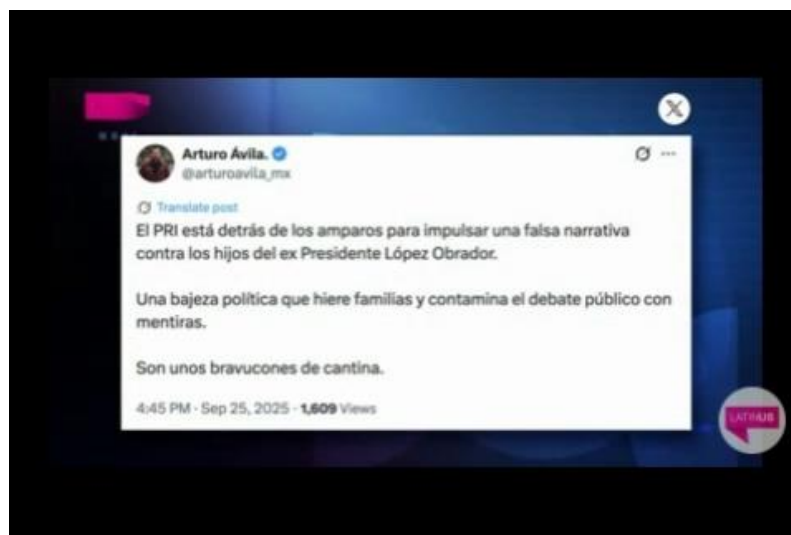 Arturo Ávila.
@arturoavila_mx
Translate post
El PRI está detrás de los amparos para impulsar una falsa narrativa
contra los hijos del ex Presidente López Obrador.
Una bajeza política que hiere familias y contamina el debate público con
mentiras.
Son unos bravucones de cantina.
4:45 PM · Sep 25, 2025 · 1,609 Views
LATINUS